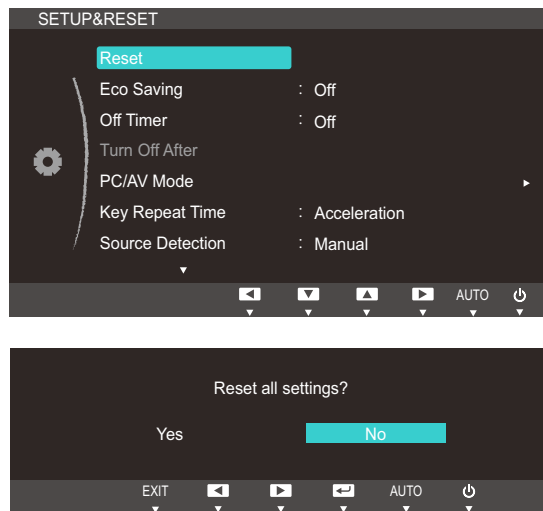 SETUP&RESET
Reset
Eco Saving : Off
Off Timer : Off
Turn Off After
PC/AV Mode
Key Repeat Time : Acceleration
Source Detection : Manual
AUTO
Reset all settings?
Yes No
EXIT AUTO